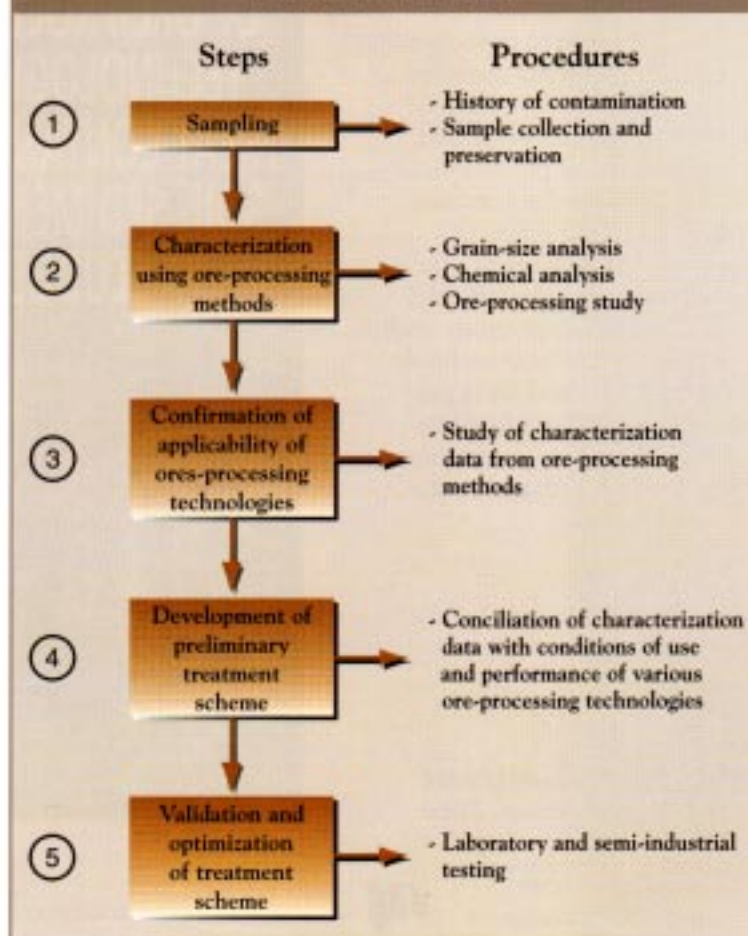 Steps
Procedures
1
Sampling
- History of contamination
- Sample collection and
preservation
2
Characterization
using ore-processing
methods
- Grain-size analysis
- Chemical analysis
- Ore-processing study
3
Confirmation of
applicability of
ores-processing
technologies
- Study of characterization
data from ore-processing
methods
4
Development of
preliminary
treatment
scheme
- Conciliation of characterization
data with conditions of use
and performance of various
ore-processing technologies
5
Validation and
optimization
of treatment
scheme
- Laboratory and semi-industrial
testing